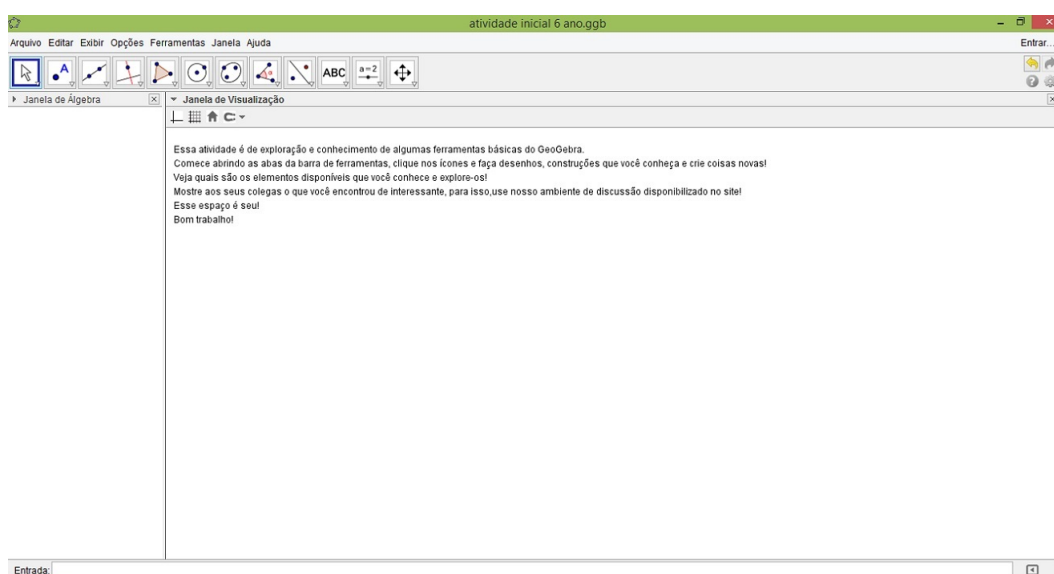 atividade inicial 6 ano.ggb
Arquivo Editar Exibir Opções Ferramentas Janela Ajuda Entrar...
A ABC a=2
Janela de Álgebra Janela de Visualização
Essa atividade é de exploração e conhecimento de algumas ferramentas básicas do GeoGebra.
Comece abrindo as abas da barra de ferramentas, clique nos ícones e faça desenhos, construções que você conheça e crie coisas novas!
Veja quais são os elementos disponíveis que você conhece e explore-os!
Mostre aos seus colegas o que você encontrou de interessante, para isso,use nosso ambiente de discussão disponibilizado no site!
Esse espaço é seu!
Bom trabalho!
Entrada: